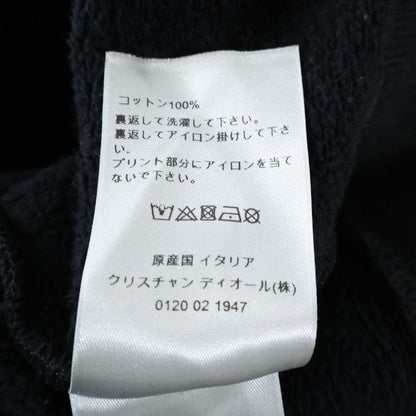 コットン100%
裏返して洗濯して下さい。
裏返してアイロン掛けして下さ
い。
プリント部分にアイロンを当て
ないで下さい。
原産国 イタリア
クリスチャン ディオール(株)
0120 02 1947